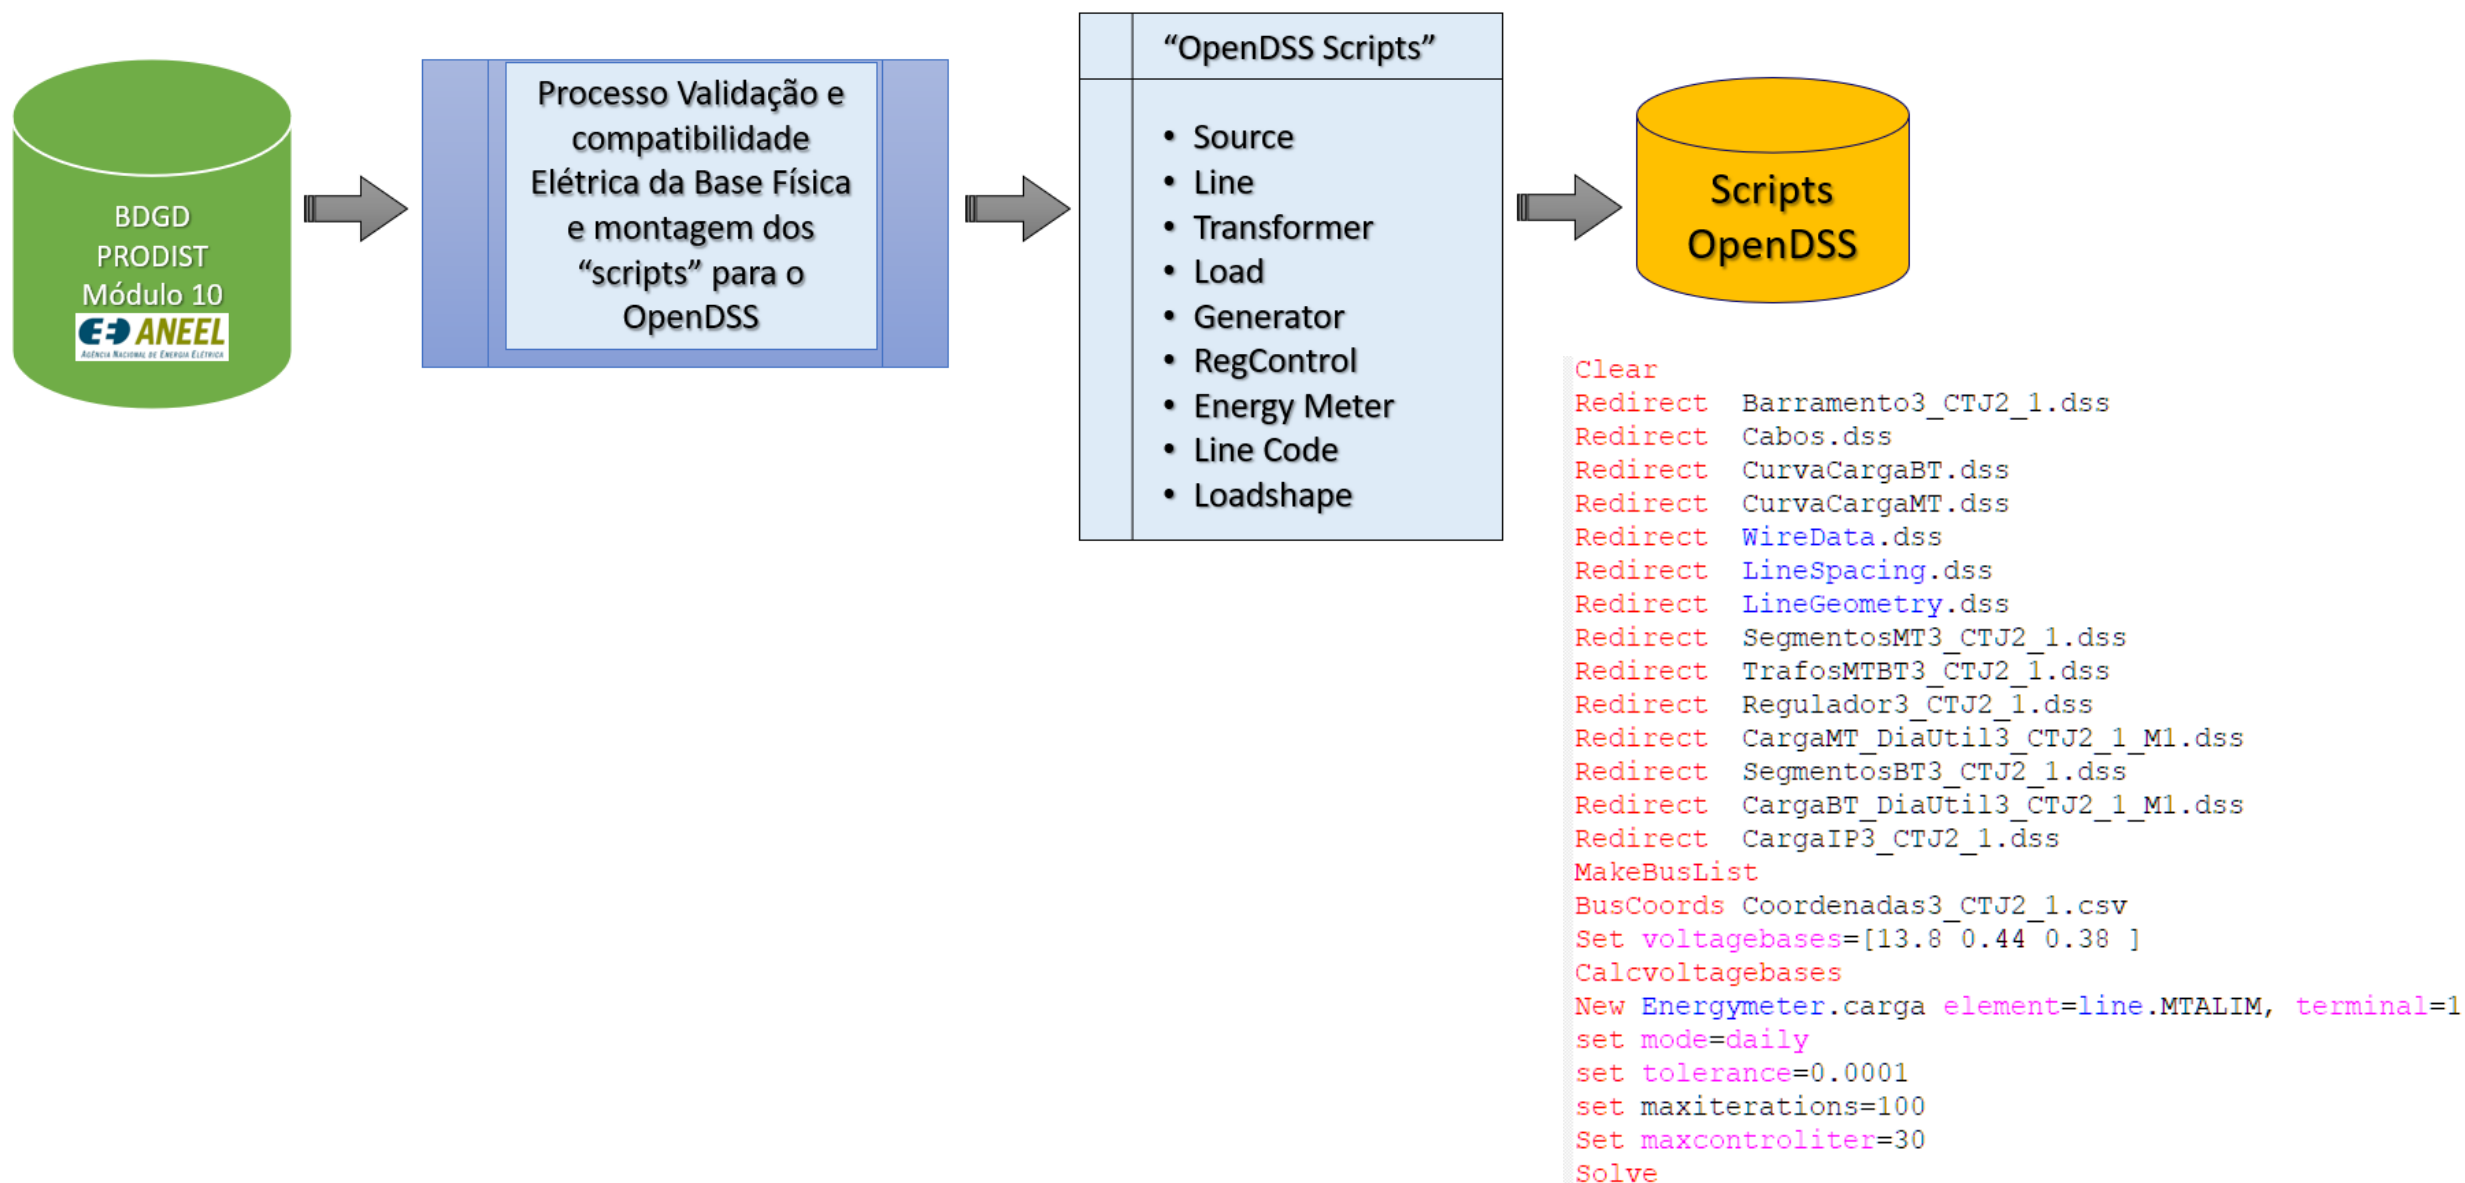 BDGD
PRODIST
Módulo 10
ANEEL
AGÊNCIA NACIONAL DE ENERGIA ELÉTRICA
Processo Validação e
compatibilidade
Elétrica da Base Física
e montagem dos
“scripts” para o
OpenDSS
“OpenDSS Scripts”
• Source
• Line
• Transformer
• Load
• Generator
• RegControl
• Energy Meter
• Line Code
• Loadshape
Scripts
OpenDSS
Clear
Redirect Barramento3_CTJ2_1.dss
Redirect Cabos.dss
Redirect CurvaCargaBT.dss
Redirect CurvaCargaMT.dss
Redirect WireData.dss
Redirect LineSpacing.dss
Redirect LineGeometry.dss
Redirect SegmentosMT3_CTJ2_1.dss
Redirect TrafosMTBT3_CTJ2_1.dss
Redirect Regulador3_CTJ2_1.dss
Redirect CargaMT_DiaUtil3_CTJ2_1_M1.dss
Redirect SegmentosBT3_CTJ2_1.dss
Redirect CargaBT_DiaUtil3_CTJ2_1_M1.dss
Redirect CargaIP3_CTJ2_1.dss
MakeBusList
BusCoords Coordenadas3_CTJ2_1.csv
Set voltagebases=[13.8 0.44 0.38 ]
Calcvoltagebases
New Energymeter.carga element=line.MTALIM, terminal=1
set mode=daily
set tolerance=0.0001
set maxiterations=100
Set maxcontroliter=30
Solve